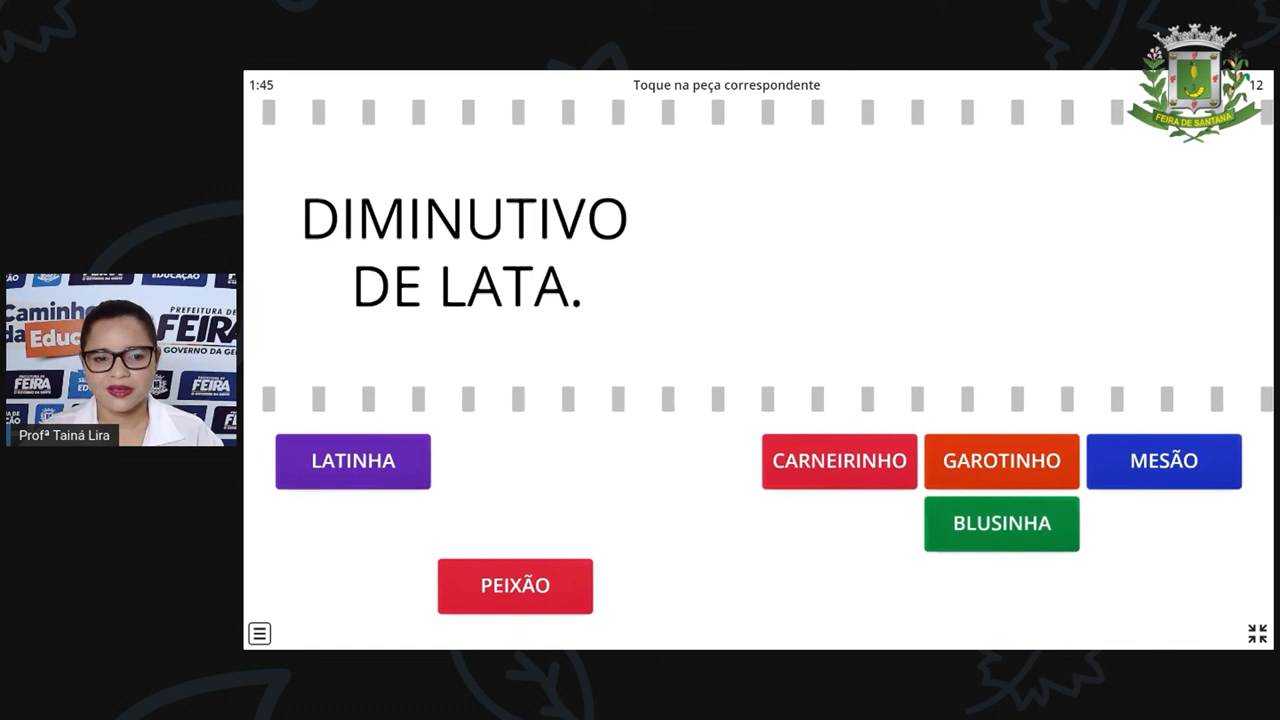 1:45
Toque na peça correspondente
12
FEIRA DE SANTANA
DIMINUTIVO
DE LATA.
EDUCAÇÃO
Caminho
da Educ
PREFEITURA DE
FEIRA
GOVERNO DA GE
FEIRA
FEIRA
Profª Tainá Lira
LATINHA
CARNEIRINHO
GAROTINHO
MESÃO
BLUSINHA
PEIXÃO